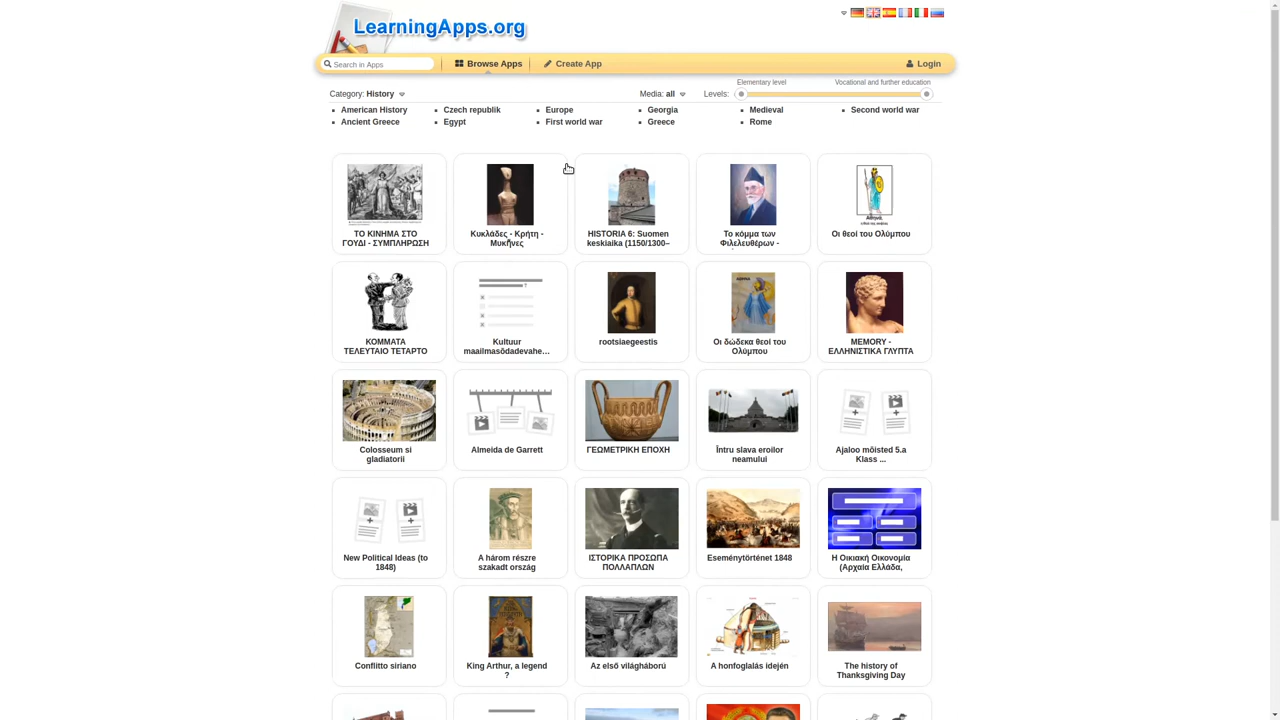 LearningApps.org
Search in Apps
Browse Apps
Create App
Login
Category: History
Media: all
Levels:
Elementary level
Vocational and further education
American History
Czech republik
Europe
Georgia
Medieval
Second world war
Ancient Greece
Egypt
First world war
Greece
Rome
ΤΟ ΚΙΝΗΜΑ ΣΤΟ
ΓΟΥΔΙ - ΣΥΜΠΛΗΡΩΣΗ
Κυκλάδες - Κρήτη -
Μυκήνες
HISTORIA 6: Suomen
keskiaika (1150/1300–
Το κόμμα των
Φιλελευθέρων -
Αθηνά.
Οι θεοί του Ολύμπου
ΚΟΜΜΑΤΑ
ΤΕΛΕΥΤΑΙΟ ΤΕΤΑΡΤΟ
Kultuur
maailmasõdadevahe...
rootsiaegeestis
Οι δώδεκα θεοί του
Ολύμπου
MEMORY -
ΕΛΛΗΝΙΣΤΙΚΑ ΓΛΥΠΤΑ
Colosseum si
gladiatorii
Almeida de Garrett
ΓΕΩΜΕΤΡΙΚΗ ΕΠΟΧΗ
Întru slava eroilor
neamului
Ajaloo mõisted 5.a
Klass ...
New Political Ideas (to
1848)
A három részre
szakadt ország
ΙΣΤΟΡΙΚΑ ΠΡΟΣΩΠΑ
ΠΟΛΛΑΠΛΩΝ
Eseménytörténet 1848
Η Οικιακή Οικονομία
(Αρχαία Ελλάδα,
Conflitto siriano
King Arthur, a legend
?
Az első világháború
A honfoglalás idején
The history of
Thanksgiving Day